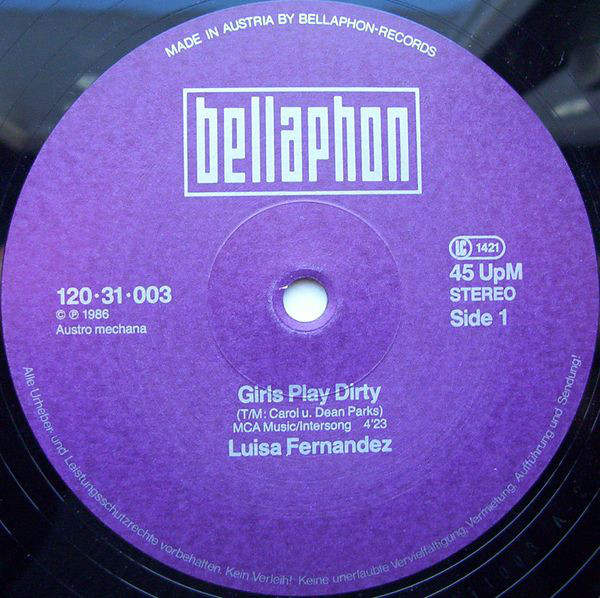 MADE IN AUSTRIA BY BELLAPHON-RECORDS
bellaphon
LC 1421
45 UpM
STEREO
Side 1
120·31·003
© ℗ 1986
Austro mechana
Girls Play Dirty
(T/M: Carol u. Dean Parks)
MCA Music/Intersong 4'23
Luisa Fernandez
Alle Urheber- und Leistungsschutzrechte vorbehalten. Kein Verleih! Keine unerlaubte Vervielfältigung, Vermietung, Aufführung und Sendung!